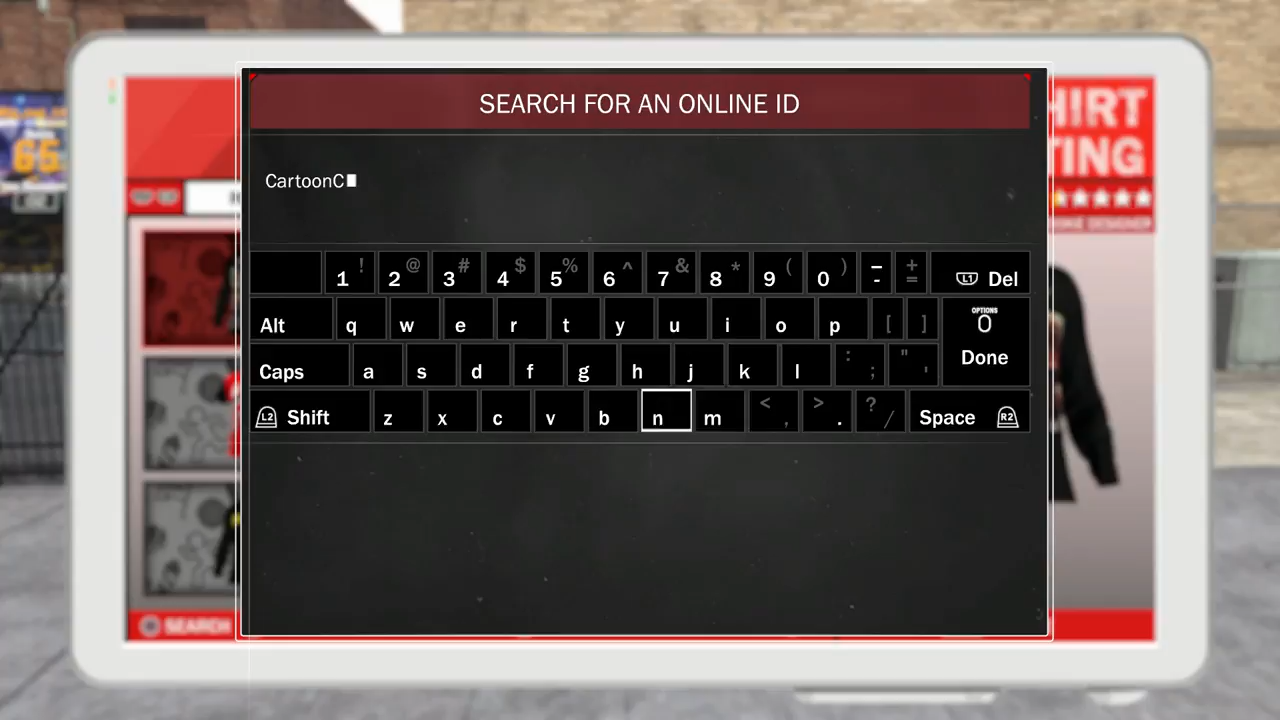 SEARCH FOR AN ONLINE ID
CartoonC
1 ! 2 @ 3 # 4 $ 5 % 6 ^ 7 & 8 * 9 ( 0 ) - _ = + L1 Del
Alt q w e r t y u i o p [ ] OPTIONS
Caps a s d f g h j k l ; : ' " Done
L2 Shift z x c v b n m , < . > / ? Space R2
HIRT
TING
SEARCH